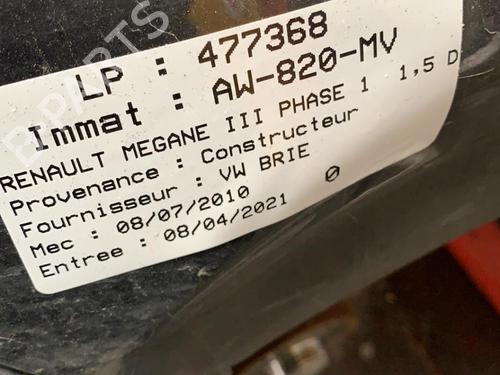 LP : 477368
Immat : AW-820-MV
RENAULT MEGANE III PHASE 1 1,5 D
Provenance : Constructeur
Fournisseur : VW BRIE
Mec : 08/07/2010
Entree : 08/04/2021 0